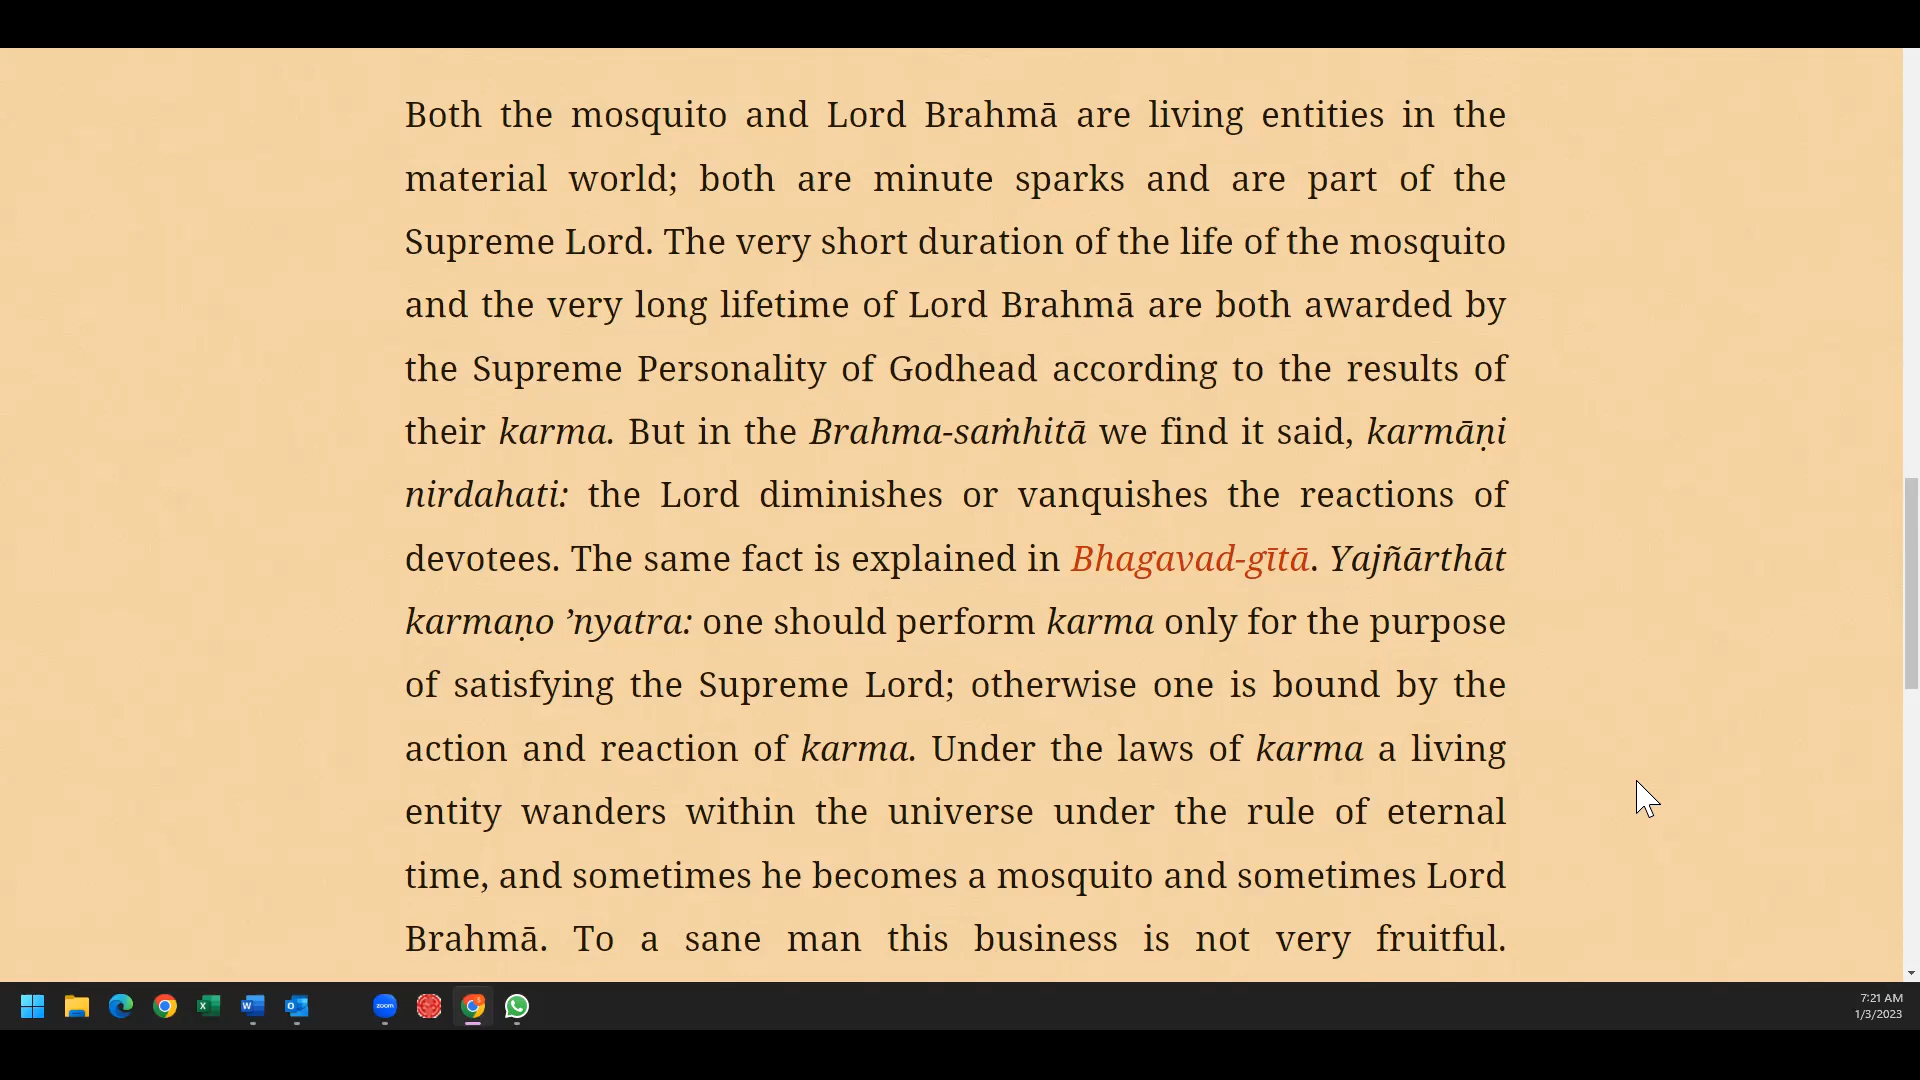 Both the mosquito and Lord Brahmā are living entities in the
material world; both are minute sparks and are part of the
Supreme Lord. The very short duration of the life of the mosquito
and the very long lifetime of Lord Brahmā are both awarded by
the Supreme Personality of Godhead according to the results of
their karma. But in the Brahma-saṁhitā we find it said, karmāṇi
nirdahati: the Lord diminishes or vanquishes the reactions of
devotees. The same fact is explained in Bhagavad-gītā. Yajñārthāt
karmaṇo ’nyatra: one should perform karma only for the purpose
of satisfying the Supreme Lord; otherwise one is bound by the
action and reaction of karma. Under the laws of karma a living
entity wanders within the universe under the rule of eternal
time, and sometimes he becomes a mosquito and sometimes Lord
Brahmā. To a sane man this business is not very fruitful.
zoom
7:21 AM
1/3/2023